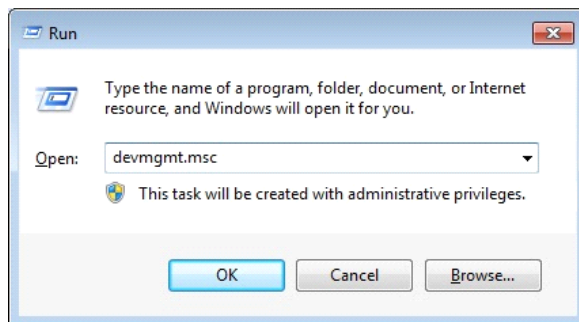 Run
Type the name of a program, folder, document, or Internet
resource, and Windows will open it for you.
Open: devmgmt.msc
This task will be created with administrative privileges.
OK Cancel Browse...